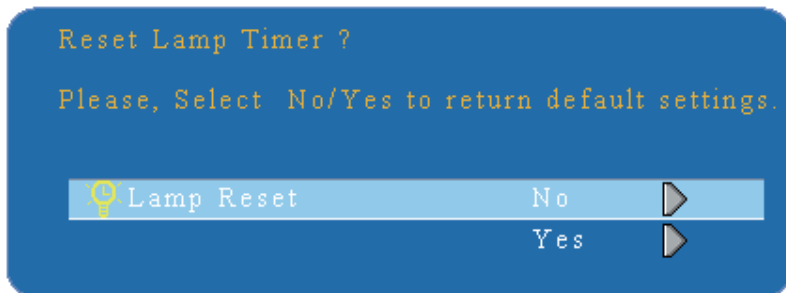 Reset Lamp Timer ?
Please, Select No/Yes to return default settings.
Lamp Reset No
Yes